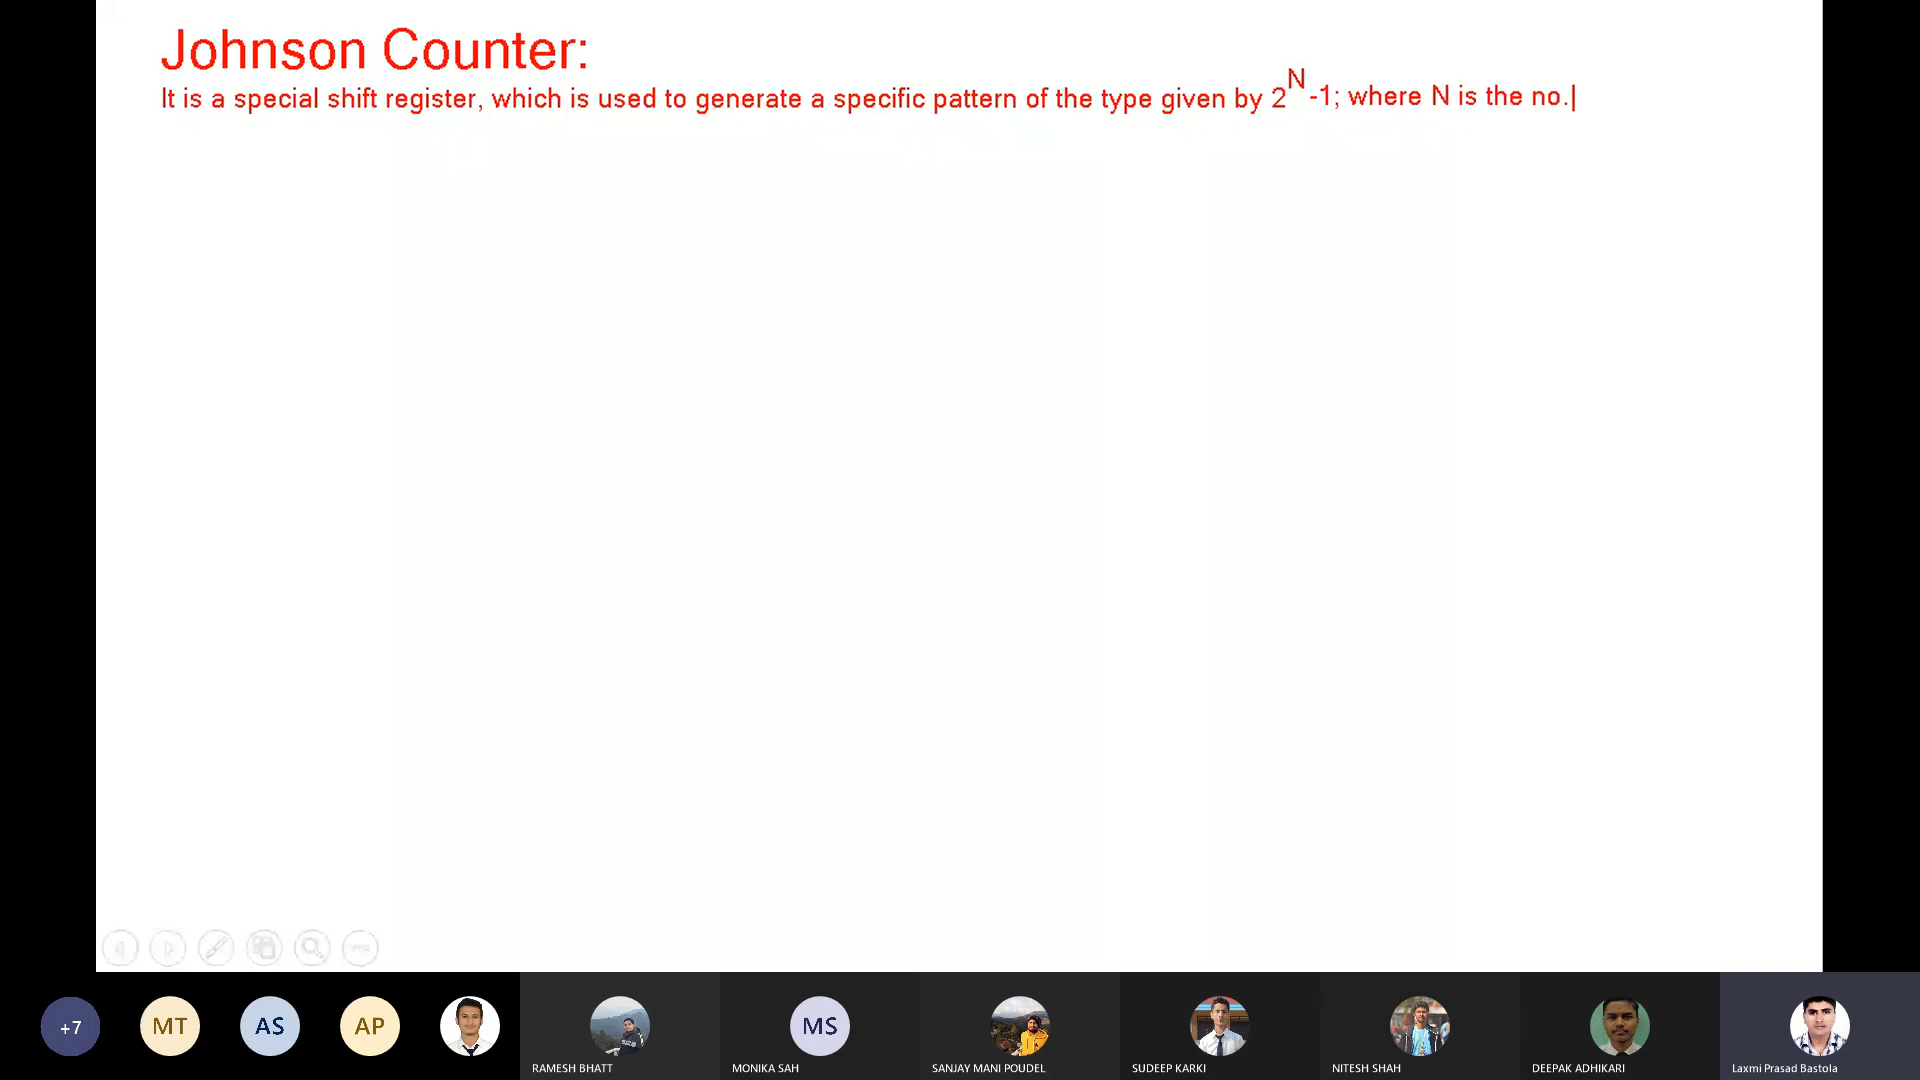 Johnson Counter:
It is a special shift register, which is used to generate a specific pattern of the type given by 2^N-1; where N is the no.
+7
MT
AS
AP
MS
RAMESH BHATT
MONIKA SAH
SANJAY MANI POUDEL
SUDEEP KARKI
NITESH SHAH
DEEPAK ADHIKARI
Laxmi Prasad Bastola